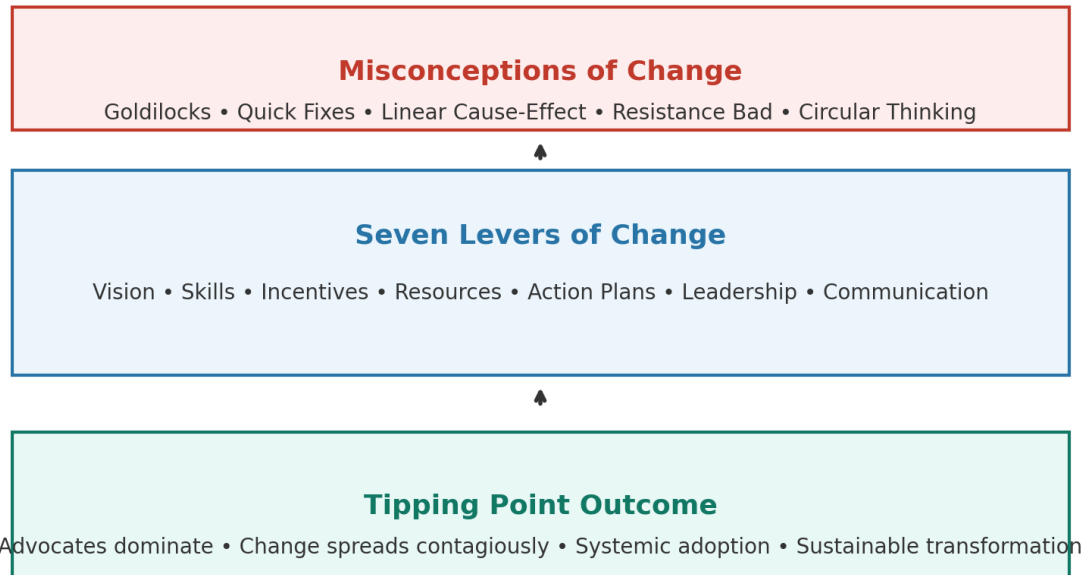 Misconceptions of Change
Goldilocks • Quick Fixes • Linear Cause-Effect • Resistance Bad • Circular Thinking
Seven Levers of Change
Vision • Skills • Incentives • Resources • Action Plans • Leadership • Communication
Tipping Point Outcome
Advocates dominate • Change spreads contagiously • Systemic adoption • Sustainable transformation